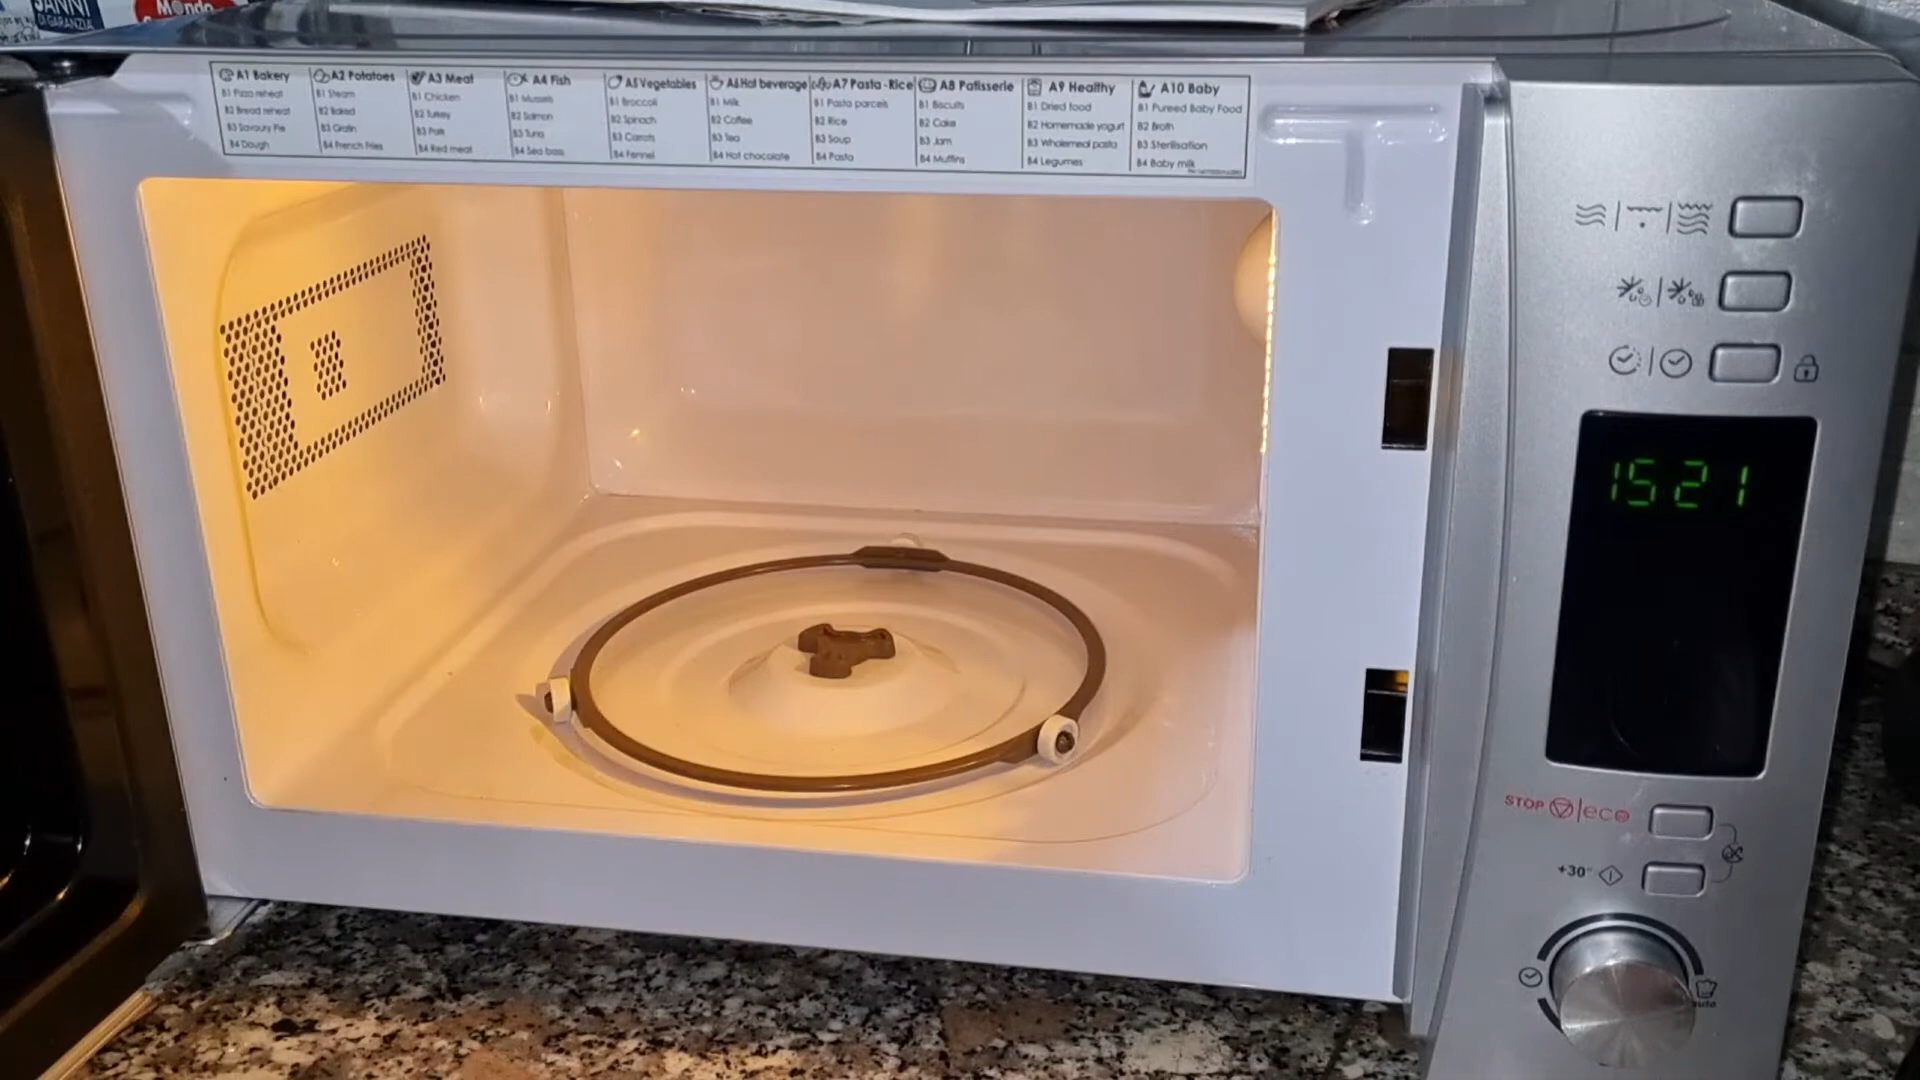 SANNI
DI GARANZIA
Mondo
A1 Bakery
B1 Pizza reheat
B2 Bread reheat
B3 Savoury Pie
B4 Dough
A2 Potatoes
B1 Steam
B2 Baked
B3 Gratin
B4 French Fries
A3 Meat
B1 Chicken
B2 Turkey
B3 Pork
B4 Red meat
A4 Fish
B1 Mussels
B2 Salmon
B3 Tuna
B4 Sea bass
A5 Vegetables
B1 Broccoli
B2 Spinach
B3 Carrots
B4 Fennel
A6 Hot beverage
B1 Milk
B2 Coffee
B3 Tea
B4 Hot chocolate
A7 Pasta-Rice
B1 Pasta parcels
B2 Rice
B3 Soup
B4 Pasta
A8 Patisserie
B1 Biscuits
B2 Cake
B3 Jam
B4 Muffins
A9 Healthy
B1 Dried food
B2 Homemade yogurt
B3 Wholemeal pasta
B4 Legumes
A10 Baby
B1 Pureed Baby Food
B2 Broth
B3 Sterilisation
B4 Baby milk
1521
STOP | eco
+30"